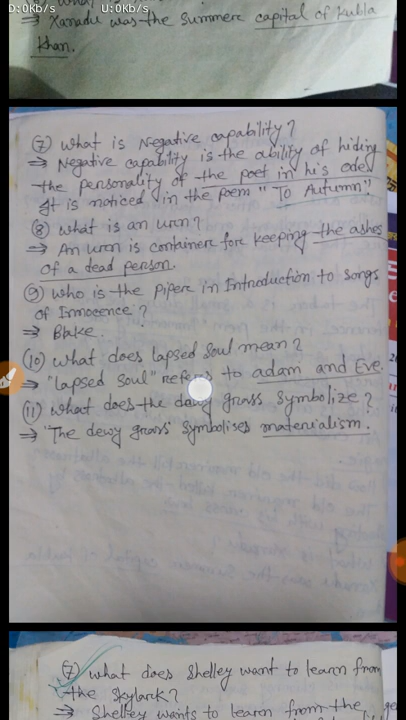 D:0Kb/s U:0Kb/s
⇒ Xanadu was the summer capital of Kubla
Khan.
(7) What is Negative capability?
⇒ Negative capability is the ability of hiding
the personality of the poet in his odes
It is noticed in the poem "To Autumn"
(8) What is an urn?
⇒ An uron is container for keeping the ashes
of a dead person.
(9) Who is the Piper in Introduction to Songs
of Innocence?
⇒ Blake.
(10) What does lapsed soul mean?
⇒ "lapsed soul" refers to adam and Eve.
(11) What does the dewy grass symbolize?
⇒ "The dewy grass" symbolises materialism.
(7) What does Shelley want to learn from
the Skylark?
⇒ Shelley wants to learn from the